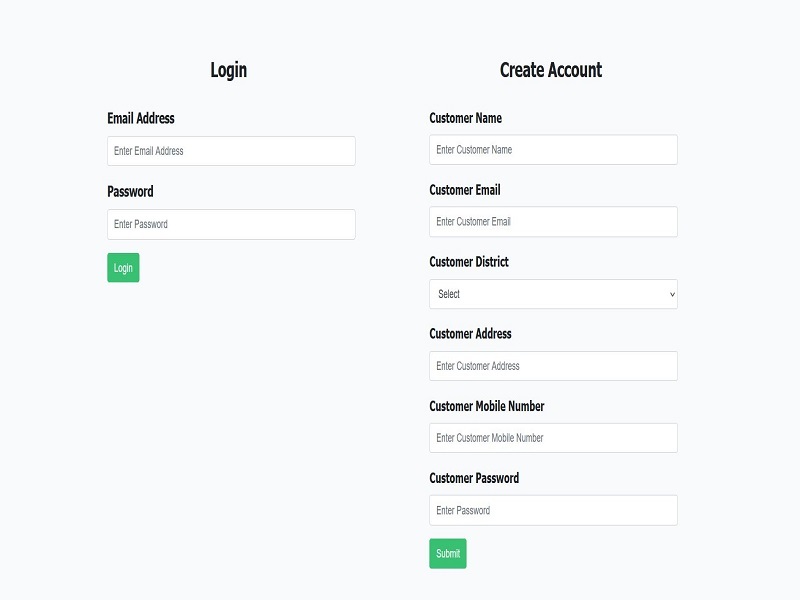 Login
Email Address
Enter Email Address
Password
Enter Password
Login
Create Account
Customer Name
Enter Customer Name
Customer Email
Enter Customer Email
Customer District
Select
Customer Address
Enter Customer Address
Customer Mobile Number
Enter Customer Mobile Number
Customer Password
Enter Password
Submit